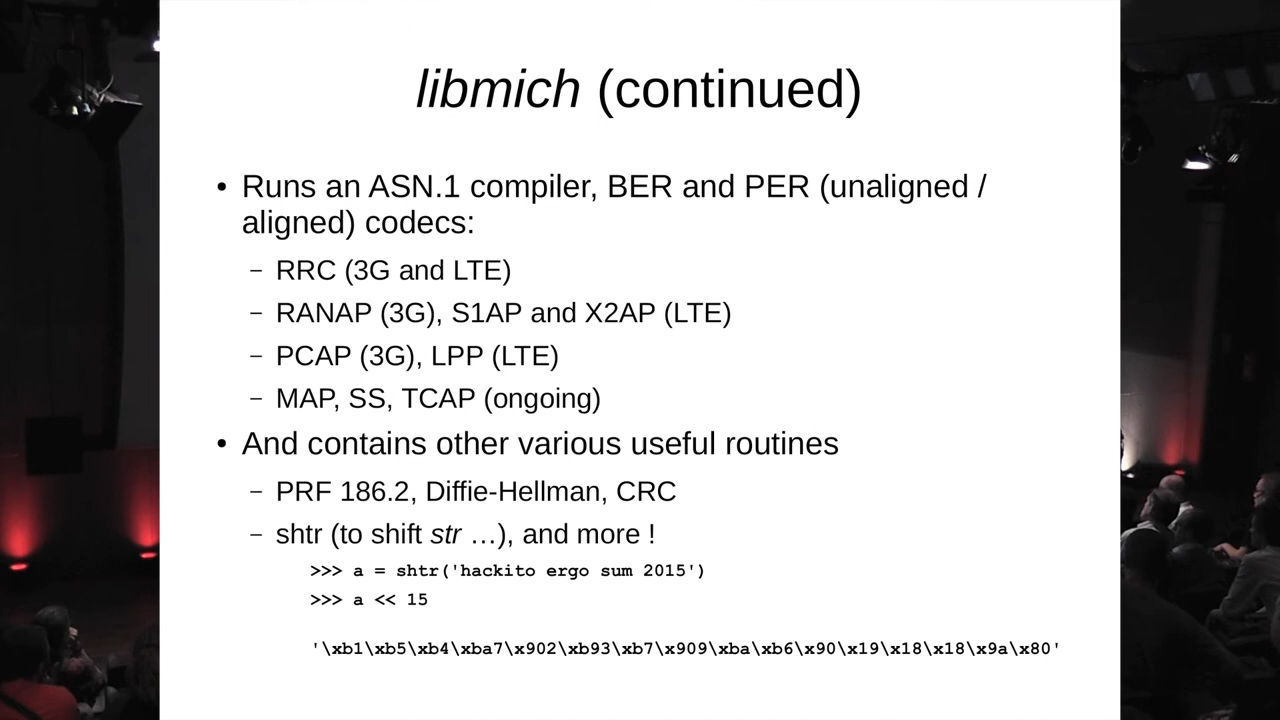 libmich (continued)
• Runs an ASN.1 compiler, BER and PER (unaligned /
aligned) codecs:
– RRC (3G and LTE)
– RANAP (3G), S1AP and X2AP (LTE)
– PCAP (3G), LPP (LTE)
– MAP, SS, TCAP (ongoing)
• And contains other various useful routines
– PRF 186.2, Diffie-Hellman, CRC
– shtr (to shift str …), and more !
>>> a = shtr('hackito ergo sum 2015')
>>> a << 15
'\xb1\xb5\xb4\xba7\x902\xb93\xb7\x909\xba\xb6\x90\x19\x18\x18\x9a\x80'